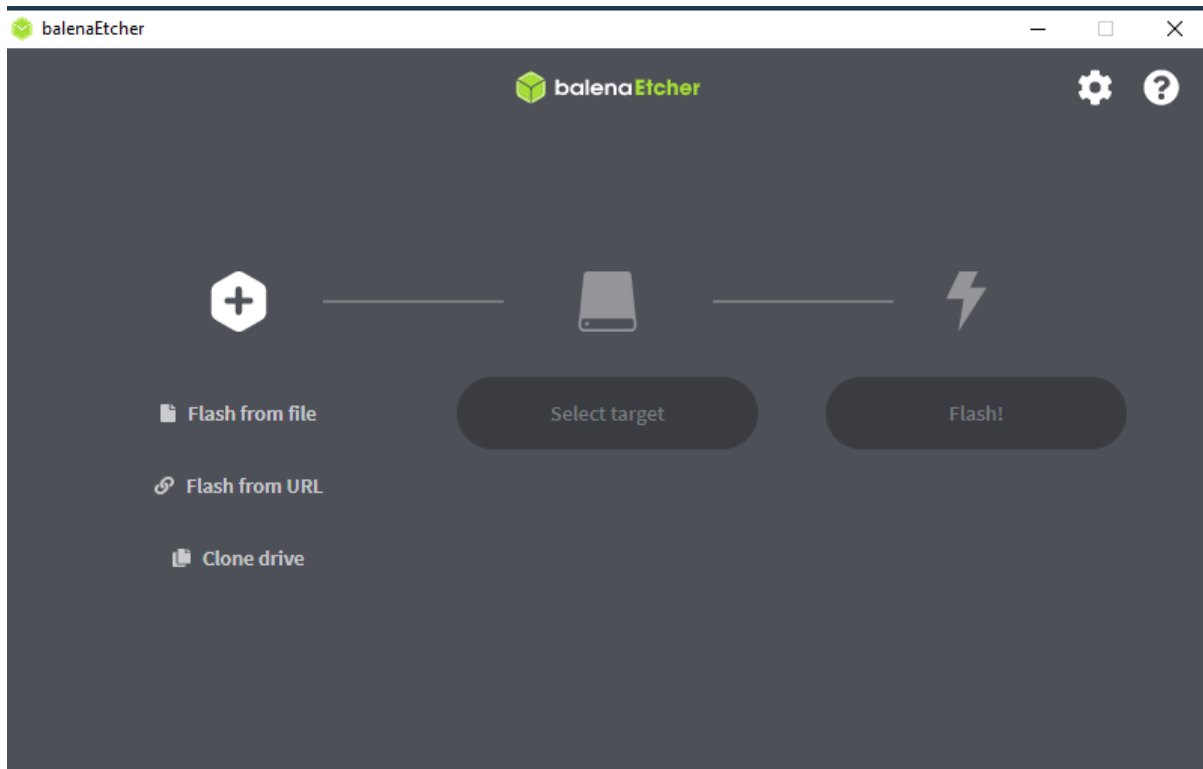 balenaEtcher
balenaEtcher
Flash from file
Select target
Flash!
Flash from URL
Clone drive